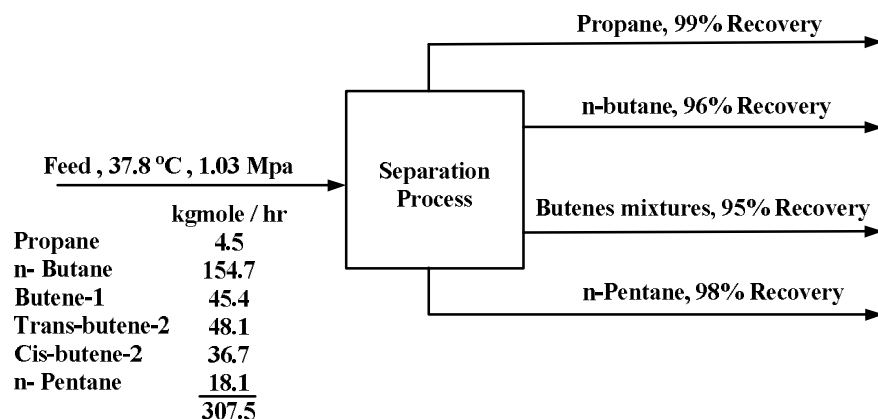 Propane, 99% Recovery
n-butane, 96% Recovery
Feed , 37.8 °C , 1.03 Mpa
Separation
Process
Butenes mixtures, 95% Recovery
n-Pentane, 98% Recovery
kgmole / hr
Propane 4.5
n- Butane 154.7
Butene-1 45.4
Trans-butene-2 48.1
Cis-butene-2 36.7
n- Pentane 18.1
307.5